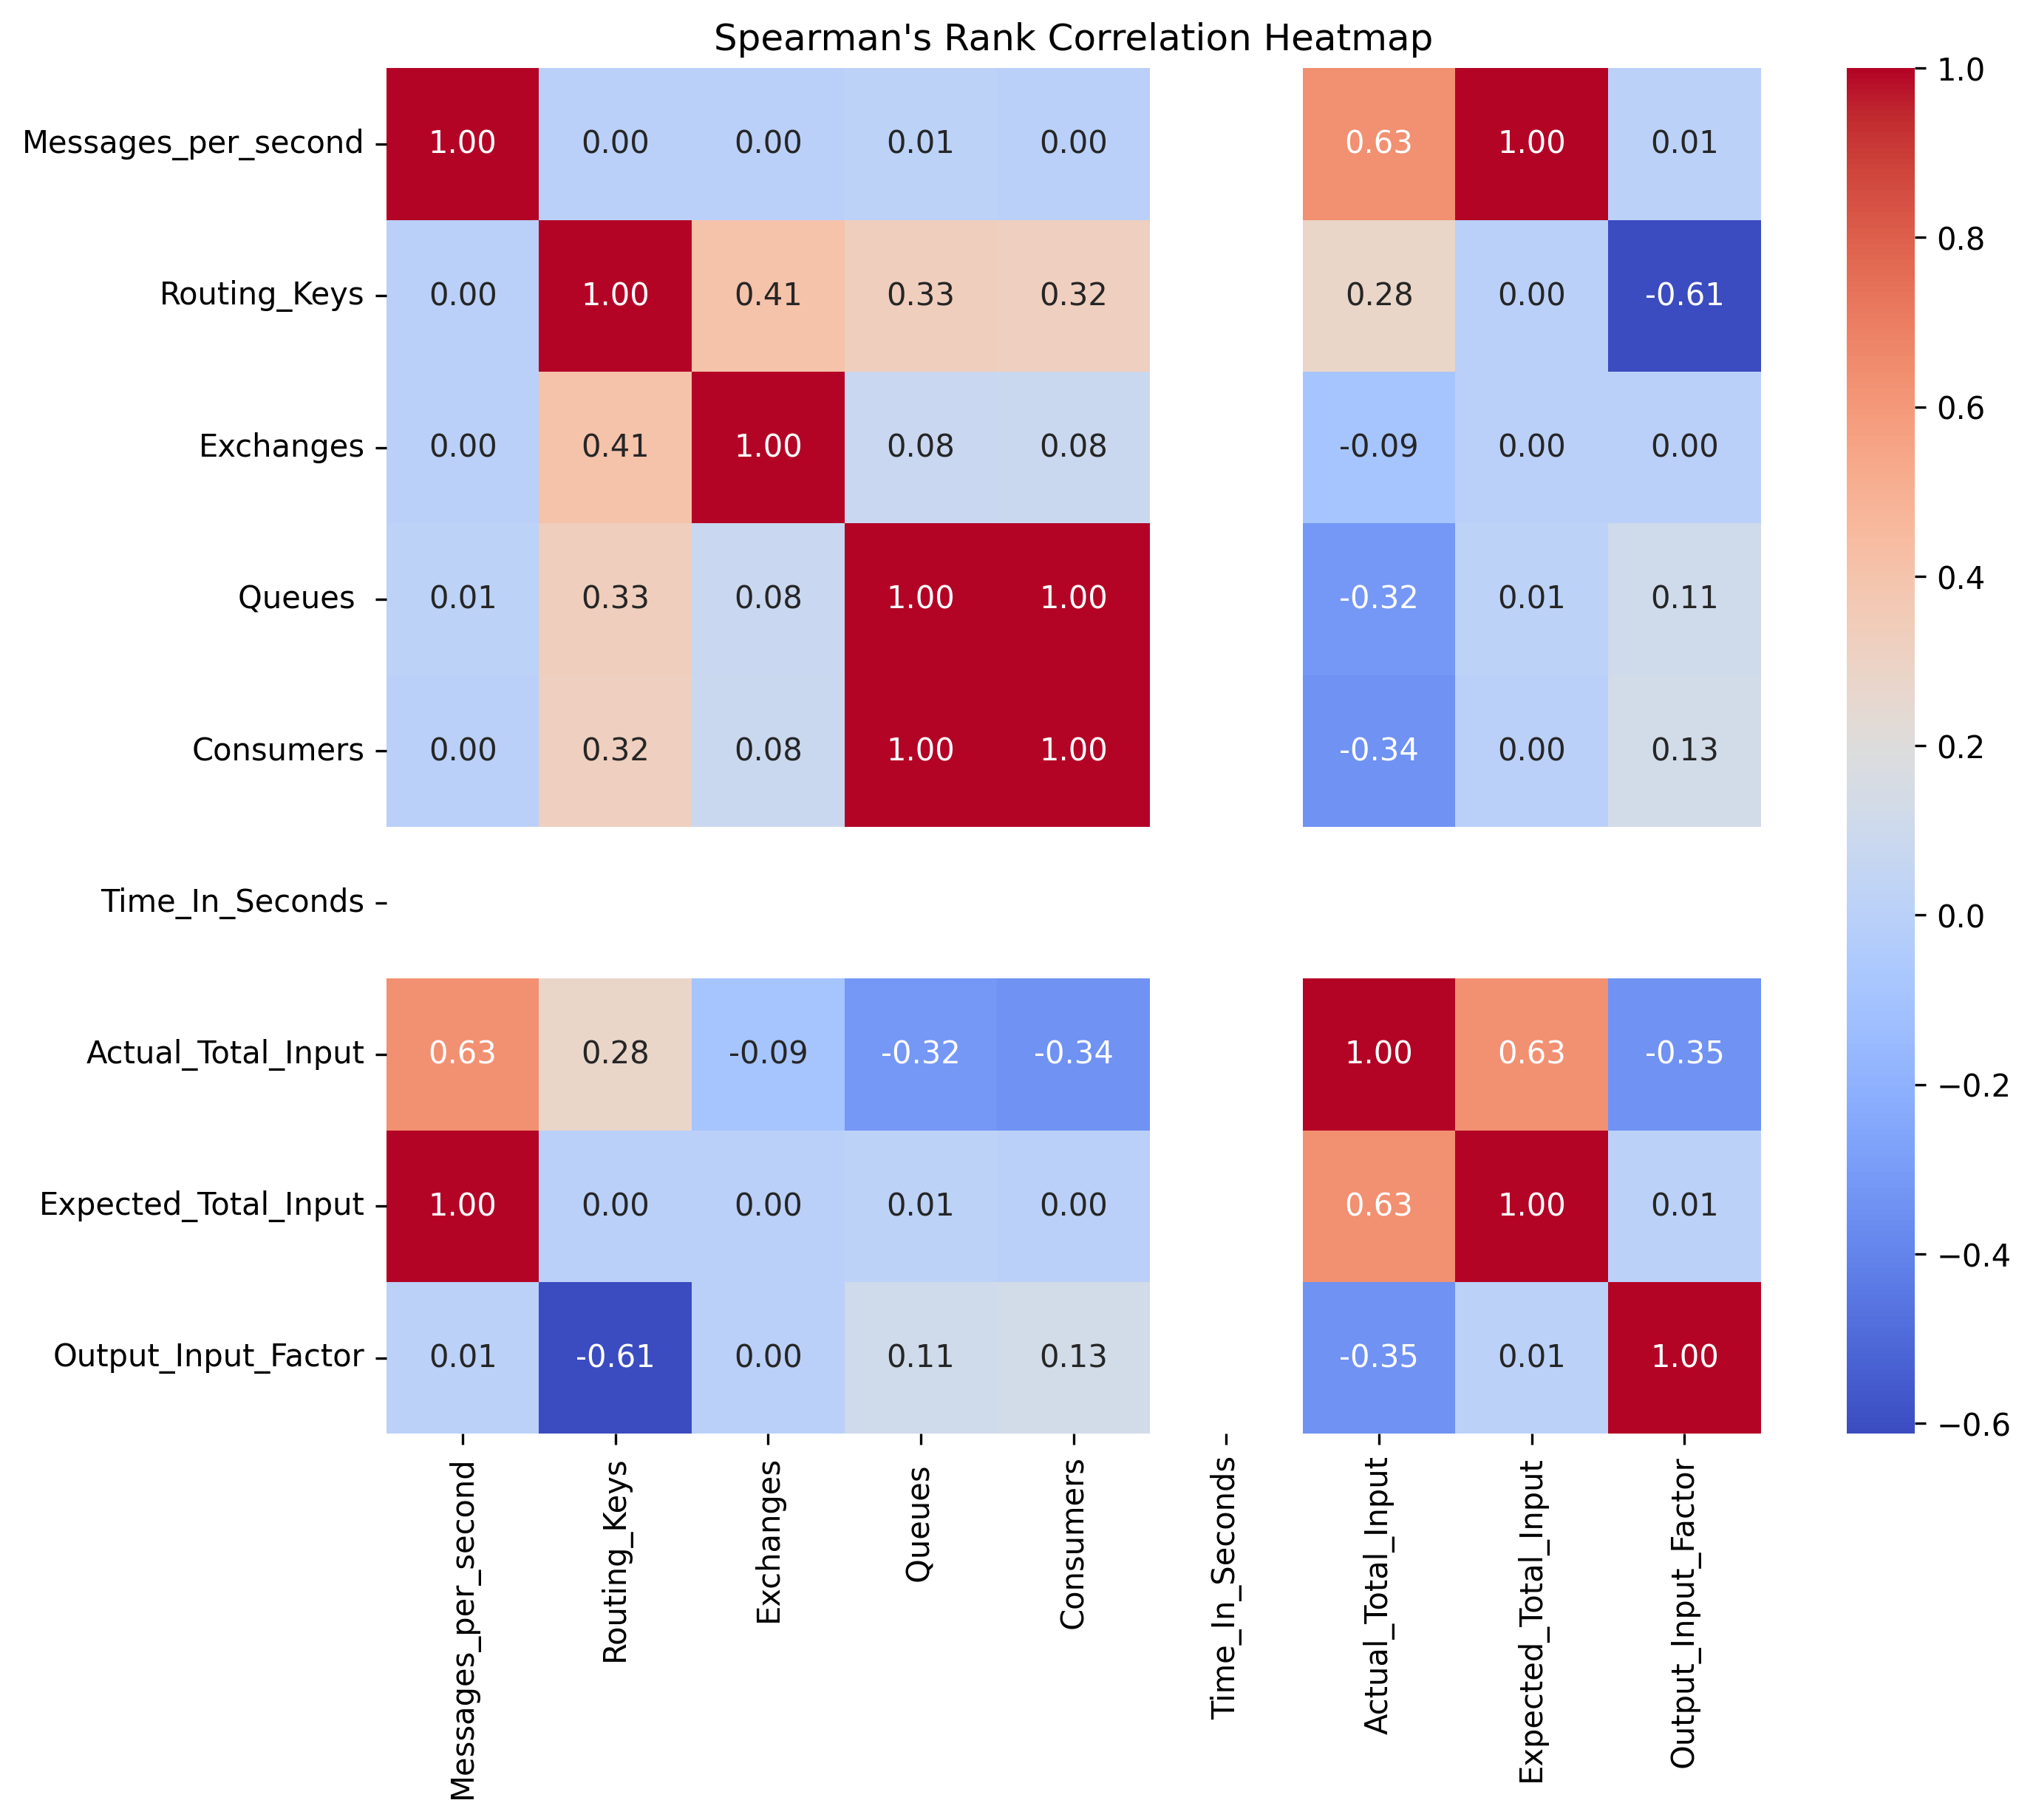 Spearman's Rank Correlation Heatmap
Messages_per_second 1.00 0.00 0.00 0.01 0.00 0.63 1.00 0.01
Routing_Keys 0.00 1.00 0.41 0.33 0.32 0.28 0.00 -0.61
Exchanges 0.00 0.41 1.00 0.08 0.08 -0.09 0.00 0.00
Queues 0.01 0.33 0.08 1.00 1.00 -0.32 0.01 0.11
Consumers 0.00 0.32 0.08 1.00 1.00 -0.34 0.00 0.13
Time_In_Seconds
Actual_Total_Input 0.63 0.28 -0.09 -0.32 -0.34 1.00 0.63 -0.35
Expected_Total_Input 1.00 0.00 0.00 0.01 0.00 0.63 1.00 0.01
Output_Input_Factor 0.01 -0.61 0.00 0.11 0.13 -0.35 0.01 1.00
Messages_per_second
Routing_Keys
Exchanges
Queues
Consumers
Time_In_Seconds
Actual_Total_Input
Expected_Total_Input
Output_Input_Factor
1.0
0.8
0.6
0.4
0.2
0.0
−0.2
−0.4
−0.6